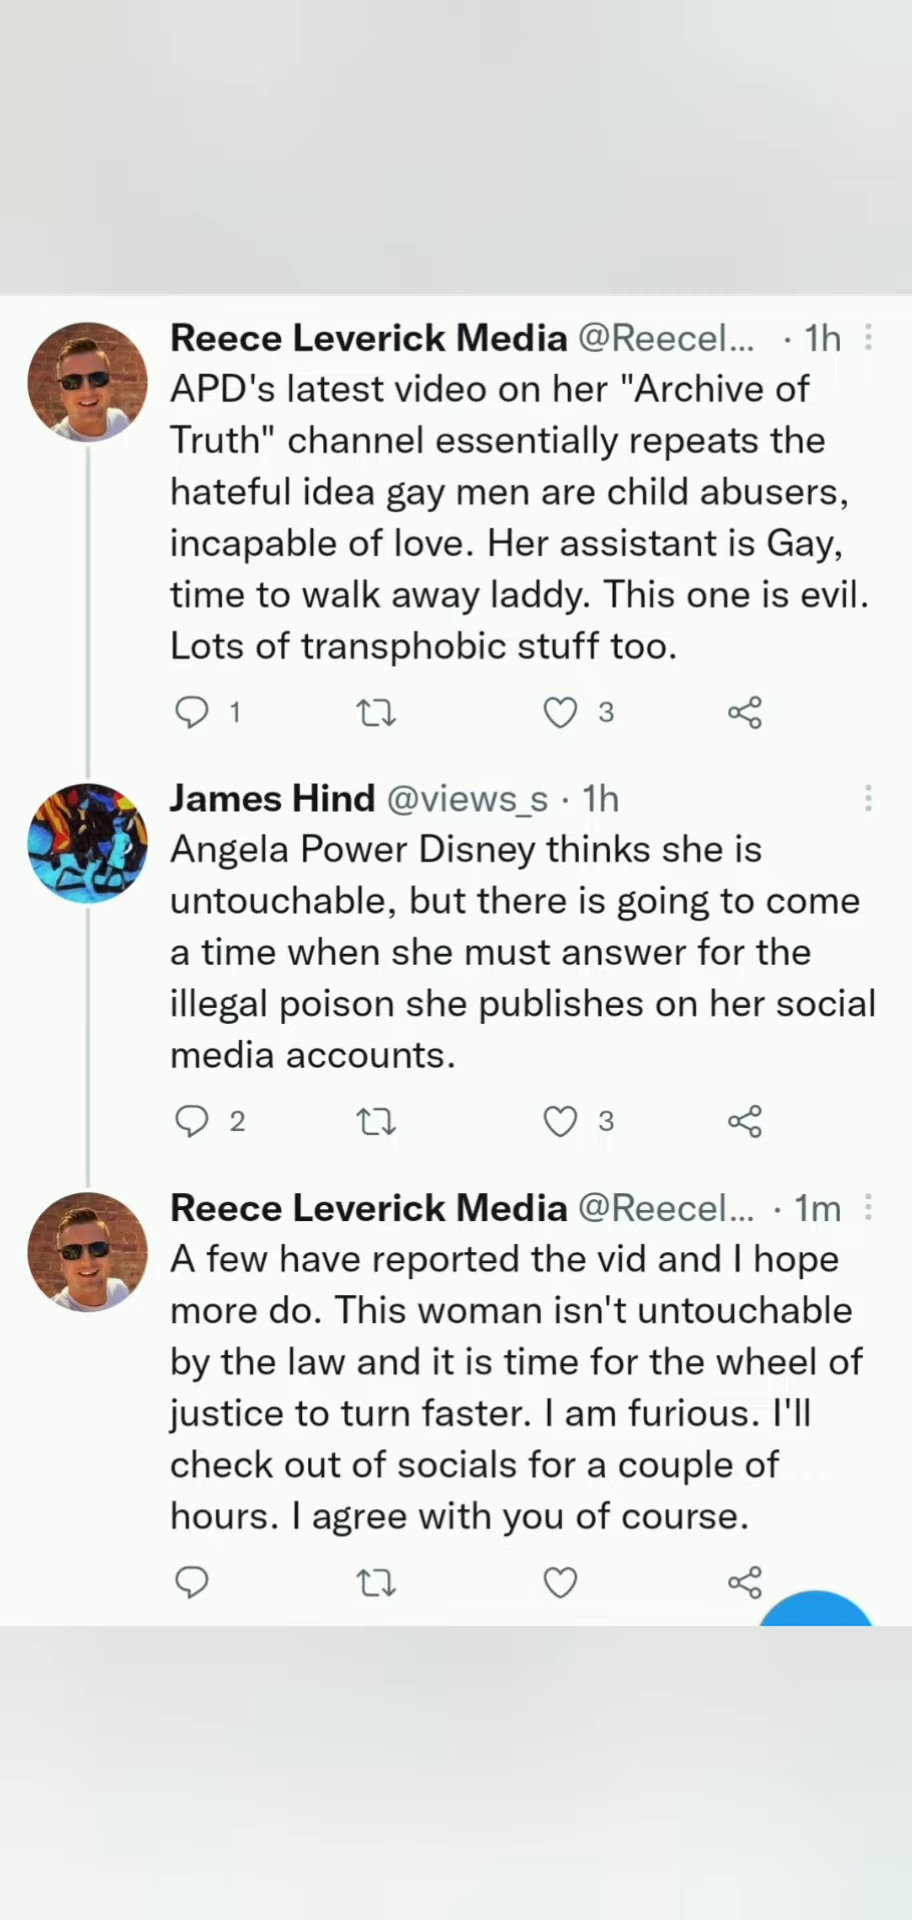 Reece Leverick Media @Reecel... · 1h
APD's latest video on her "Archive of
Truth" channel essentially repeats the
hateful idea gay men are child abusers,
incapable of love. Her assistant is Gay,
time to walk away laddy. This one is evil.
Lots of transphobic stuff too.
1 3
James Hind @views_s · 1h
Angela Power Disney thinks she is
untouchable, but there is going to come
a time when she must answer for the
illegal poison she publishes on her social
media accounts.
2 3
Reece Leverick Media @Reecel... · 1m
A few have reported the vid and I hope
more do. This woman isn't untouchable
by the law and it is time for the wheel of
justice to turn faster. I am furious. I'll
check out of socials for a couple of
hours. I agree with you of course.